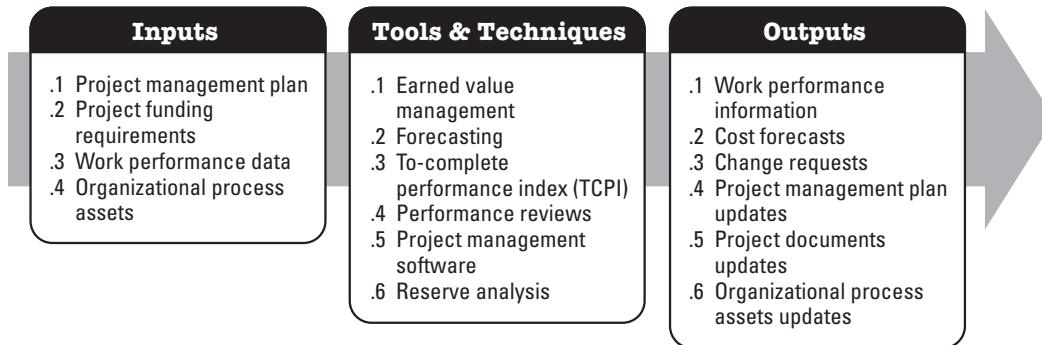 Inputs
.1 Project management plan
.2 Project funding
requirements
.3 Work performance data
.4 Organizational process
assets
Tools & Techniques
.1 Earned value
management
.2 Forecasting
.3 To-complete
performance index (TCPI)
.4 Performance reviews
.5 Project management
software
.6 Reserve analysis
Outputs
.1 Work performance
information
.2 Cost forecasts
.3 Change requests
.4 Project management plan
updates
.5 Project documents
updates
.6 Organizational process
assets updates